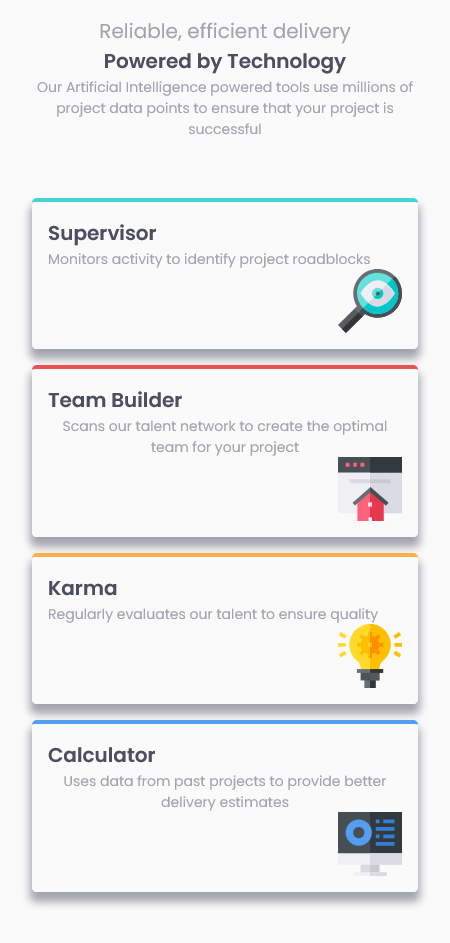 Reliable, efficient delivery
Powered by Technology
Our Artificial Intelligence powered tools use millions of
project data points to ensure that your project is
successful
Supervisor
Monitors activity to identify project roadblocks
Team Builder
Scans our talent network to create the optimal
team for your project
Karma
Regularly evaluates our talent to ensure quality
Calculator
Uses data from past projects to provide better
delivery estimates